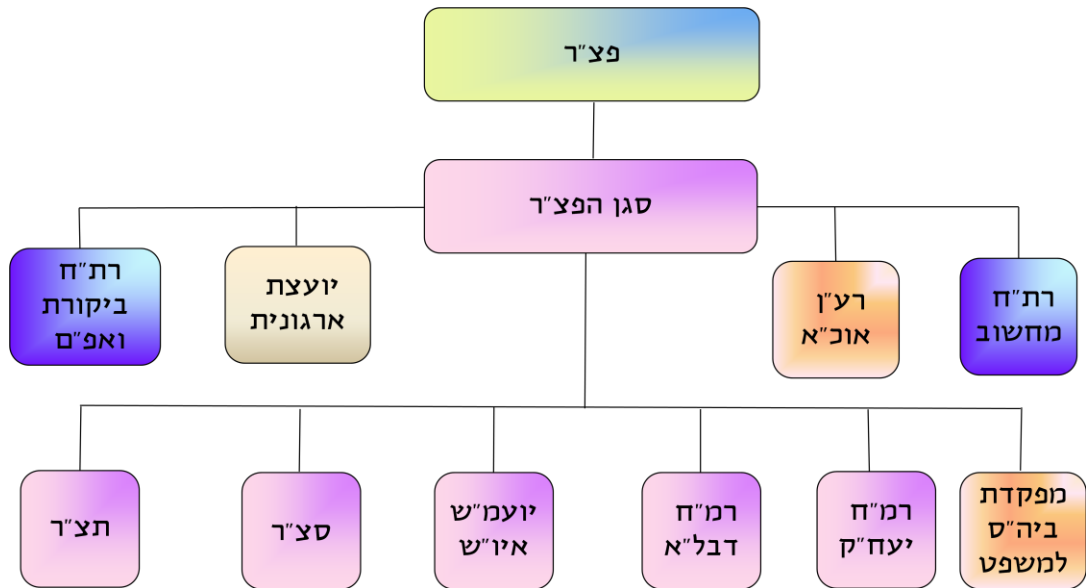 פצ״ר
סגן הפצ״ר
רת״ח
מחשוב
רע״ן
אוכ״א
יועצת
ארגונית
רת״ח
ביקורת
ואפ״ם
מפקדת
ביה״ס
למשפט
רמ״ח
יעח״ק
רמ״ח
דבל״א
יועמ״ש
איו״ש
סצ״ר
תצ״ר